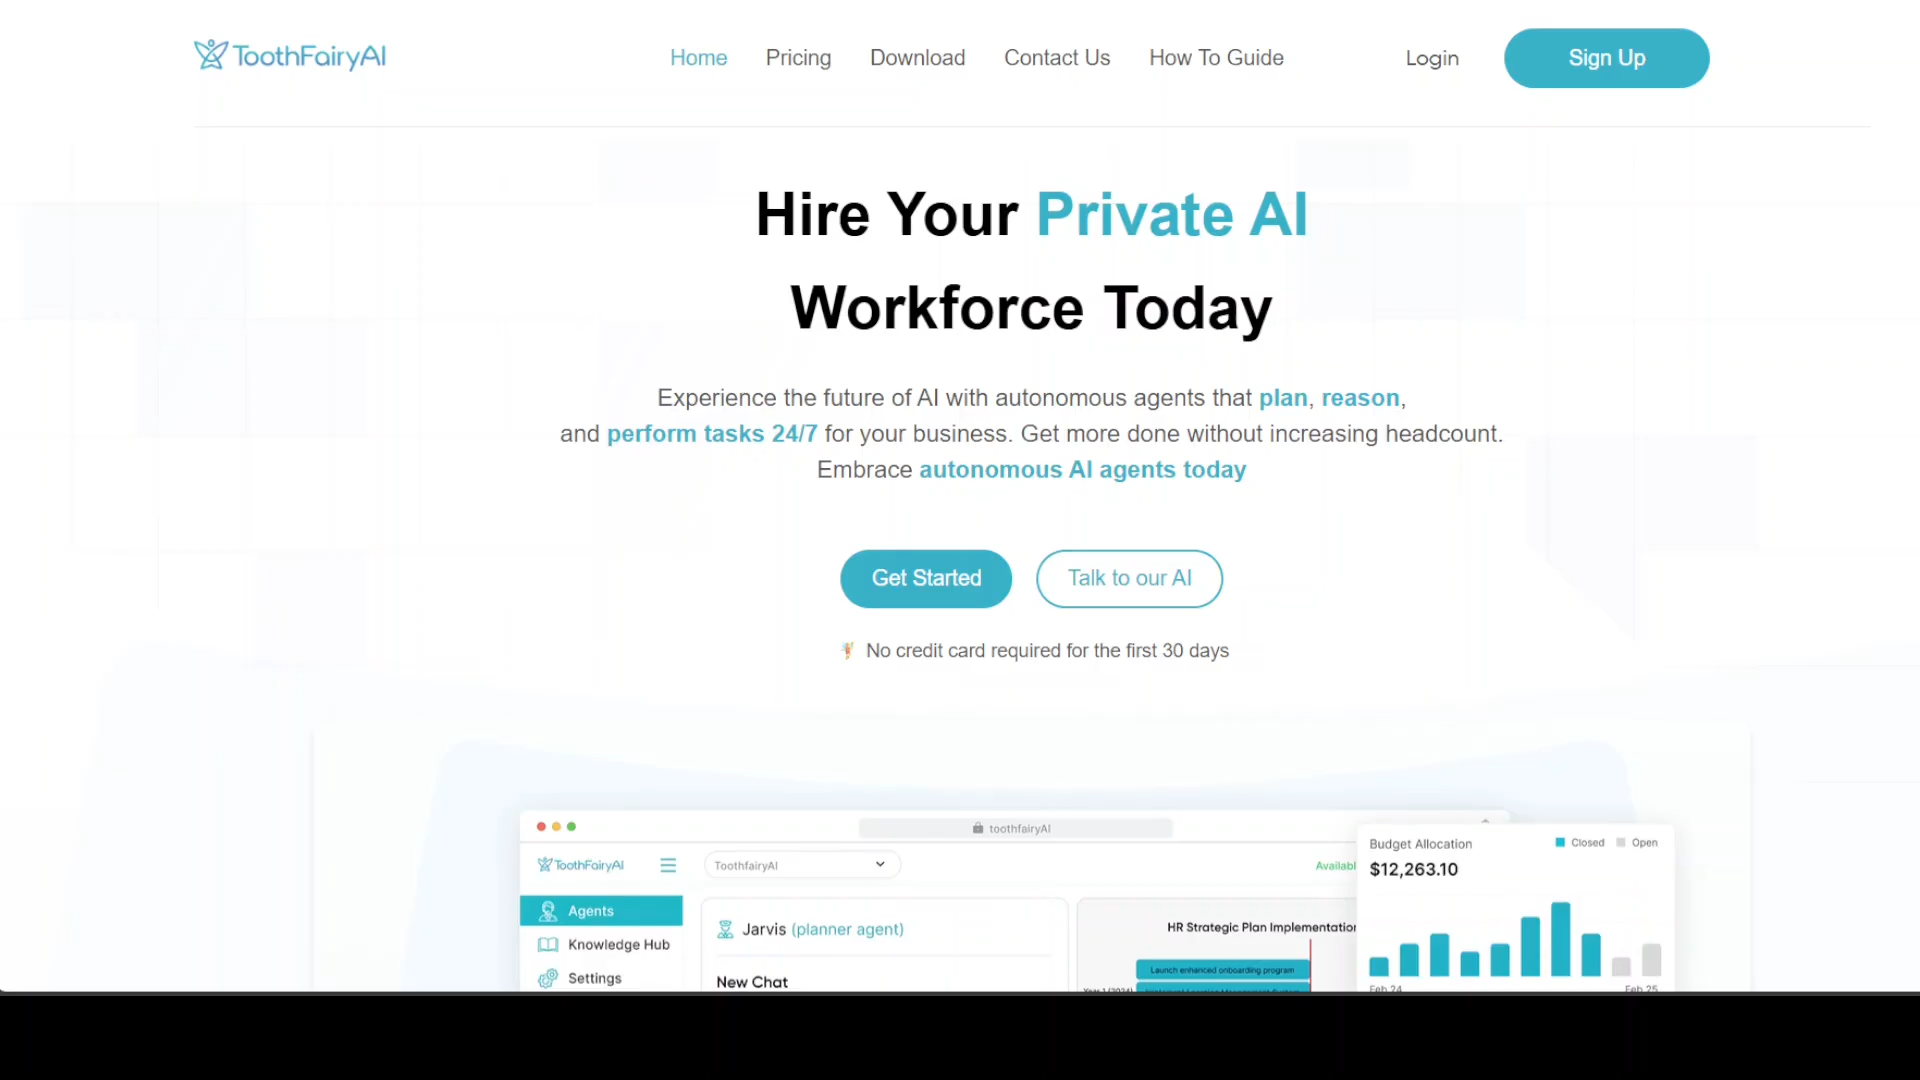 ToothFairyAI
Home Pricing Download Contact Us How To Guide Login Sign Up
Hire Your Private AI
Workforce Today
Experience the future of AI with autonomous agents that plan, reason,
and perform tasks 24/7 for your business. Get more done without increasing headcount.
Embrace autonomous AI agents today
Get Started Talk to our AI
No credit card required for the first 30 days
toothfairyAI
ToothFairyAI
ToothfairyAI
Availabl
Agents
Knowledge Hub
Settings
Jarvis (planner agent)
New Chat
HR Strategic Plan Implementation
Launch enhanced onboarding program
Year 1 (2024)
Budget Allocation Closed Open
$12,263.10
Feb 24 Feb 25